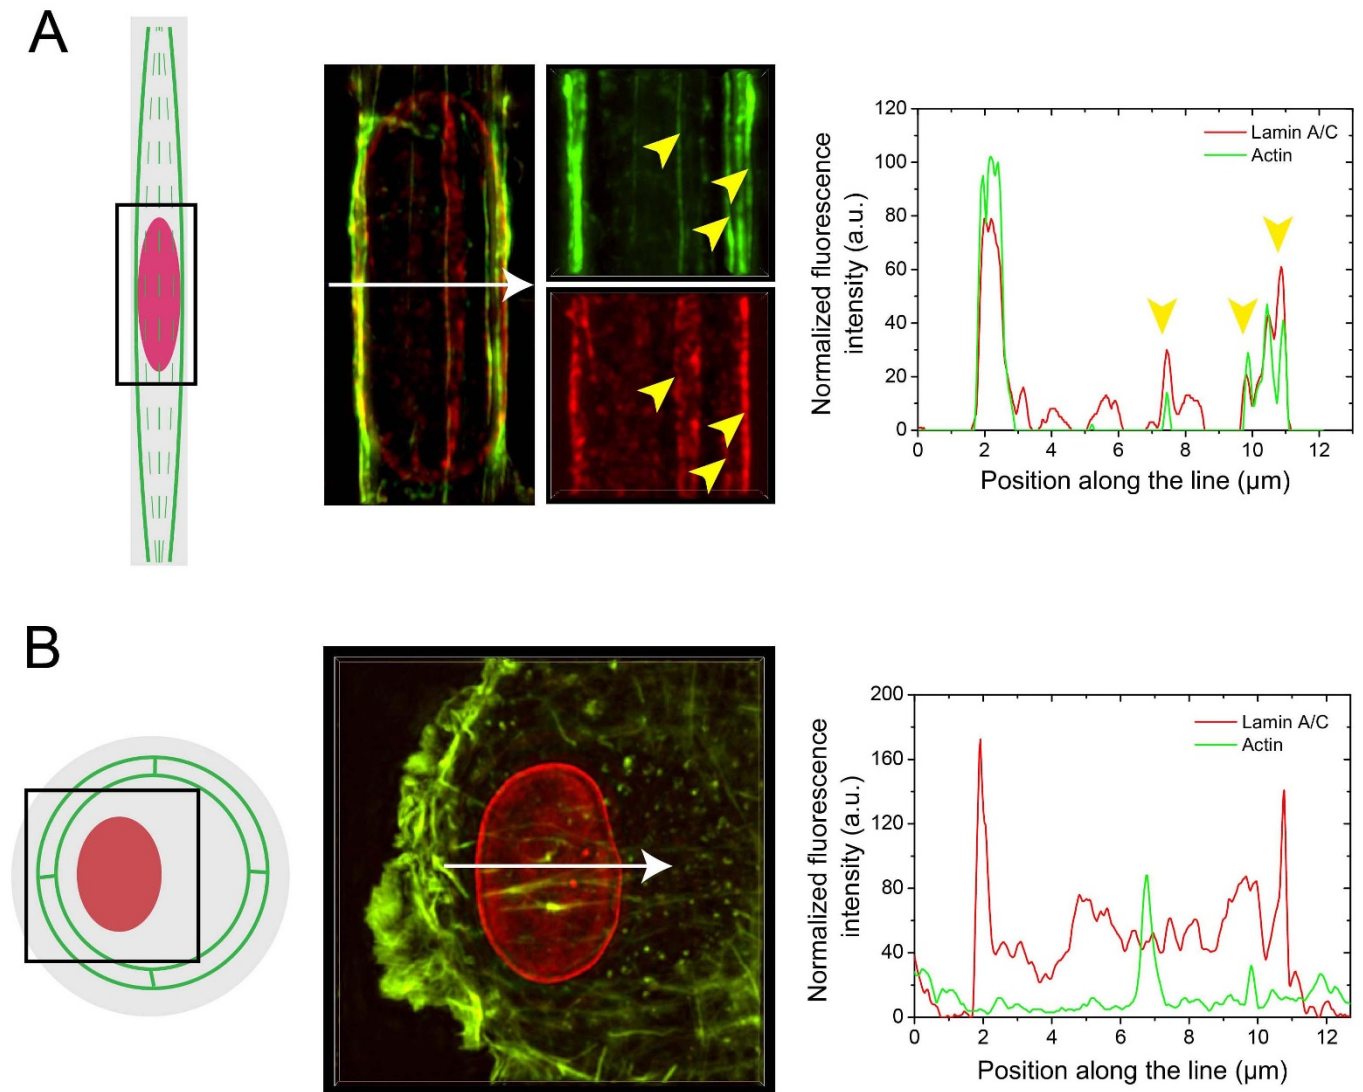 A
Normalized fluorescence
intensity (a.u.)
120
100
80
60
40
20
0
Lamin A/C
Actin
0 2 4 6 8 10 12
Position along the line (µm)
B
Normalized fluorescence
intensity (a.u.)
200
160
120
80
40
0
Lamin A/C
Actin
0 2 4 6 8 10 12
Position along the line (µm)